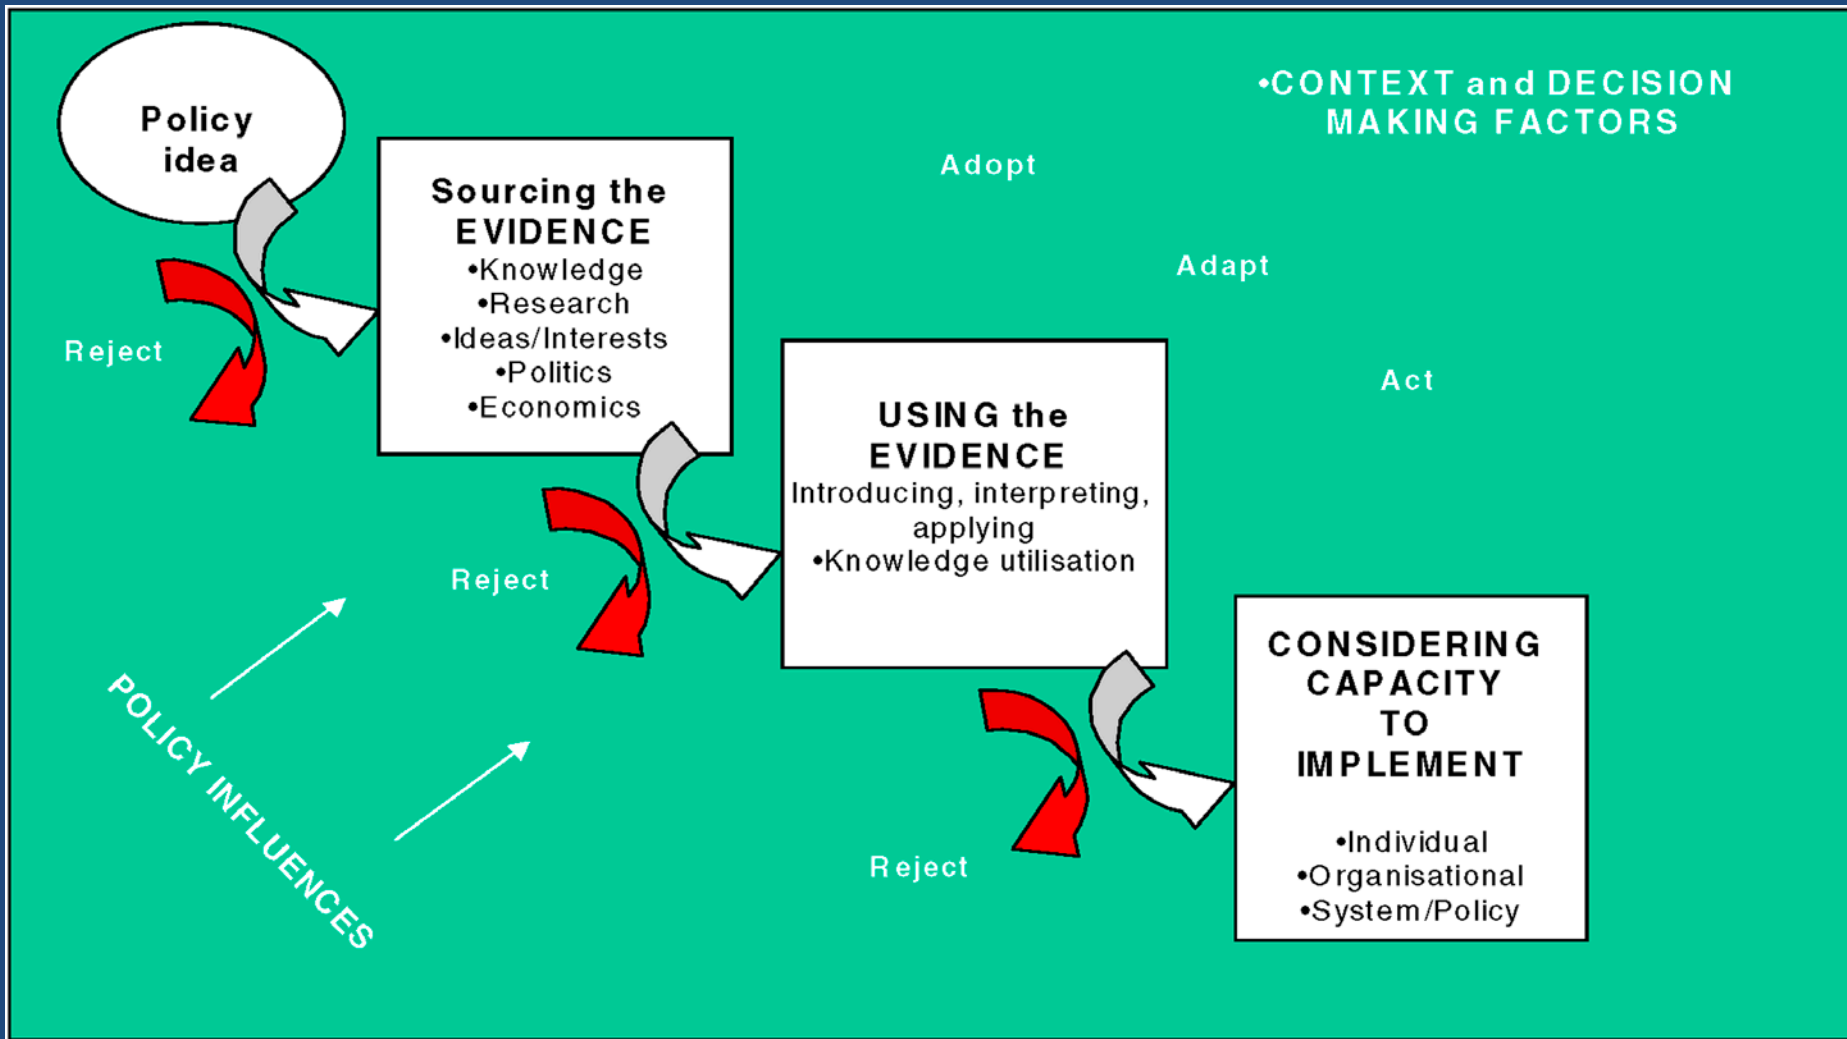 Policy
idea
Reject
Sourcing the
EVIDENCE
•Knowledge
•Research
•Ideas/Interests
•Politics
•Economics
Adopt
•CONTEXT and DECISION
MAKING FACTORS
Adapt
Act
Reject
USING the
EVIDENCE
Introducing, interpreting,
applying
•Knowledge utilisation
POLICY INFLUENCES
Reject
CONSIDERING
CAPACITY
TO
IMPLEMENT
•Individual
•Organisational
•System/Policy